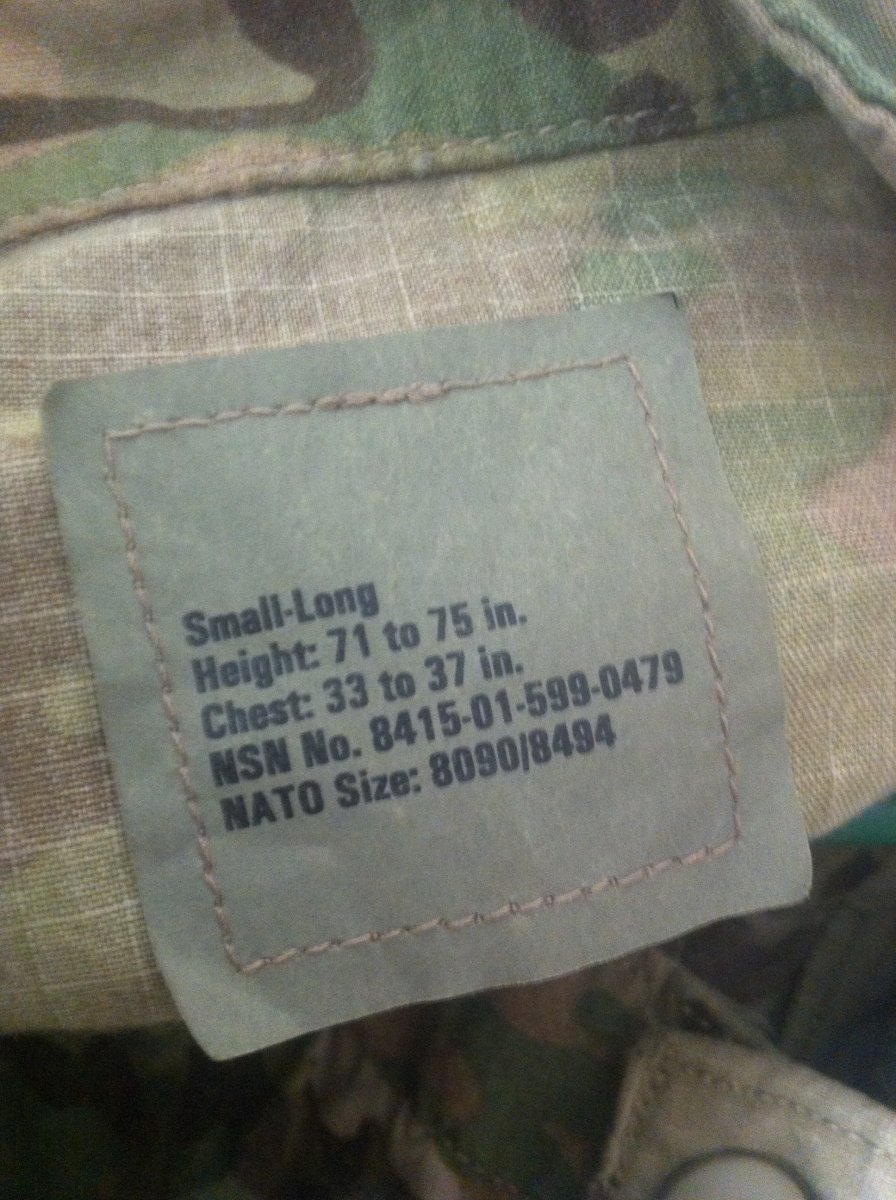 Small-Long
Height: 71 to 75 in.
Chest: 33 to 37 in.
NSN No. 8415-01-599-0479
NATO Size: 8090/8494